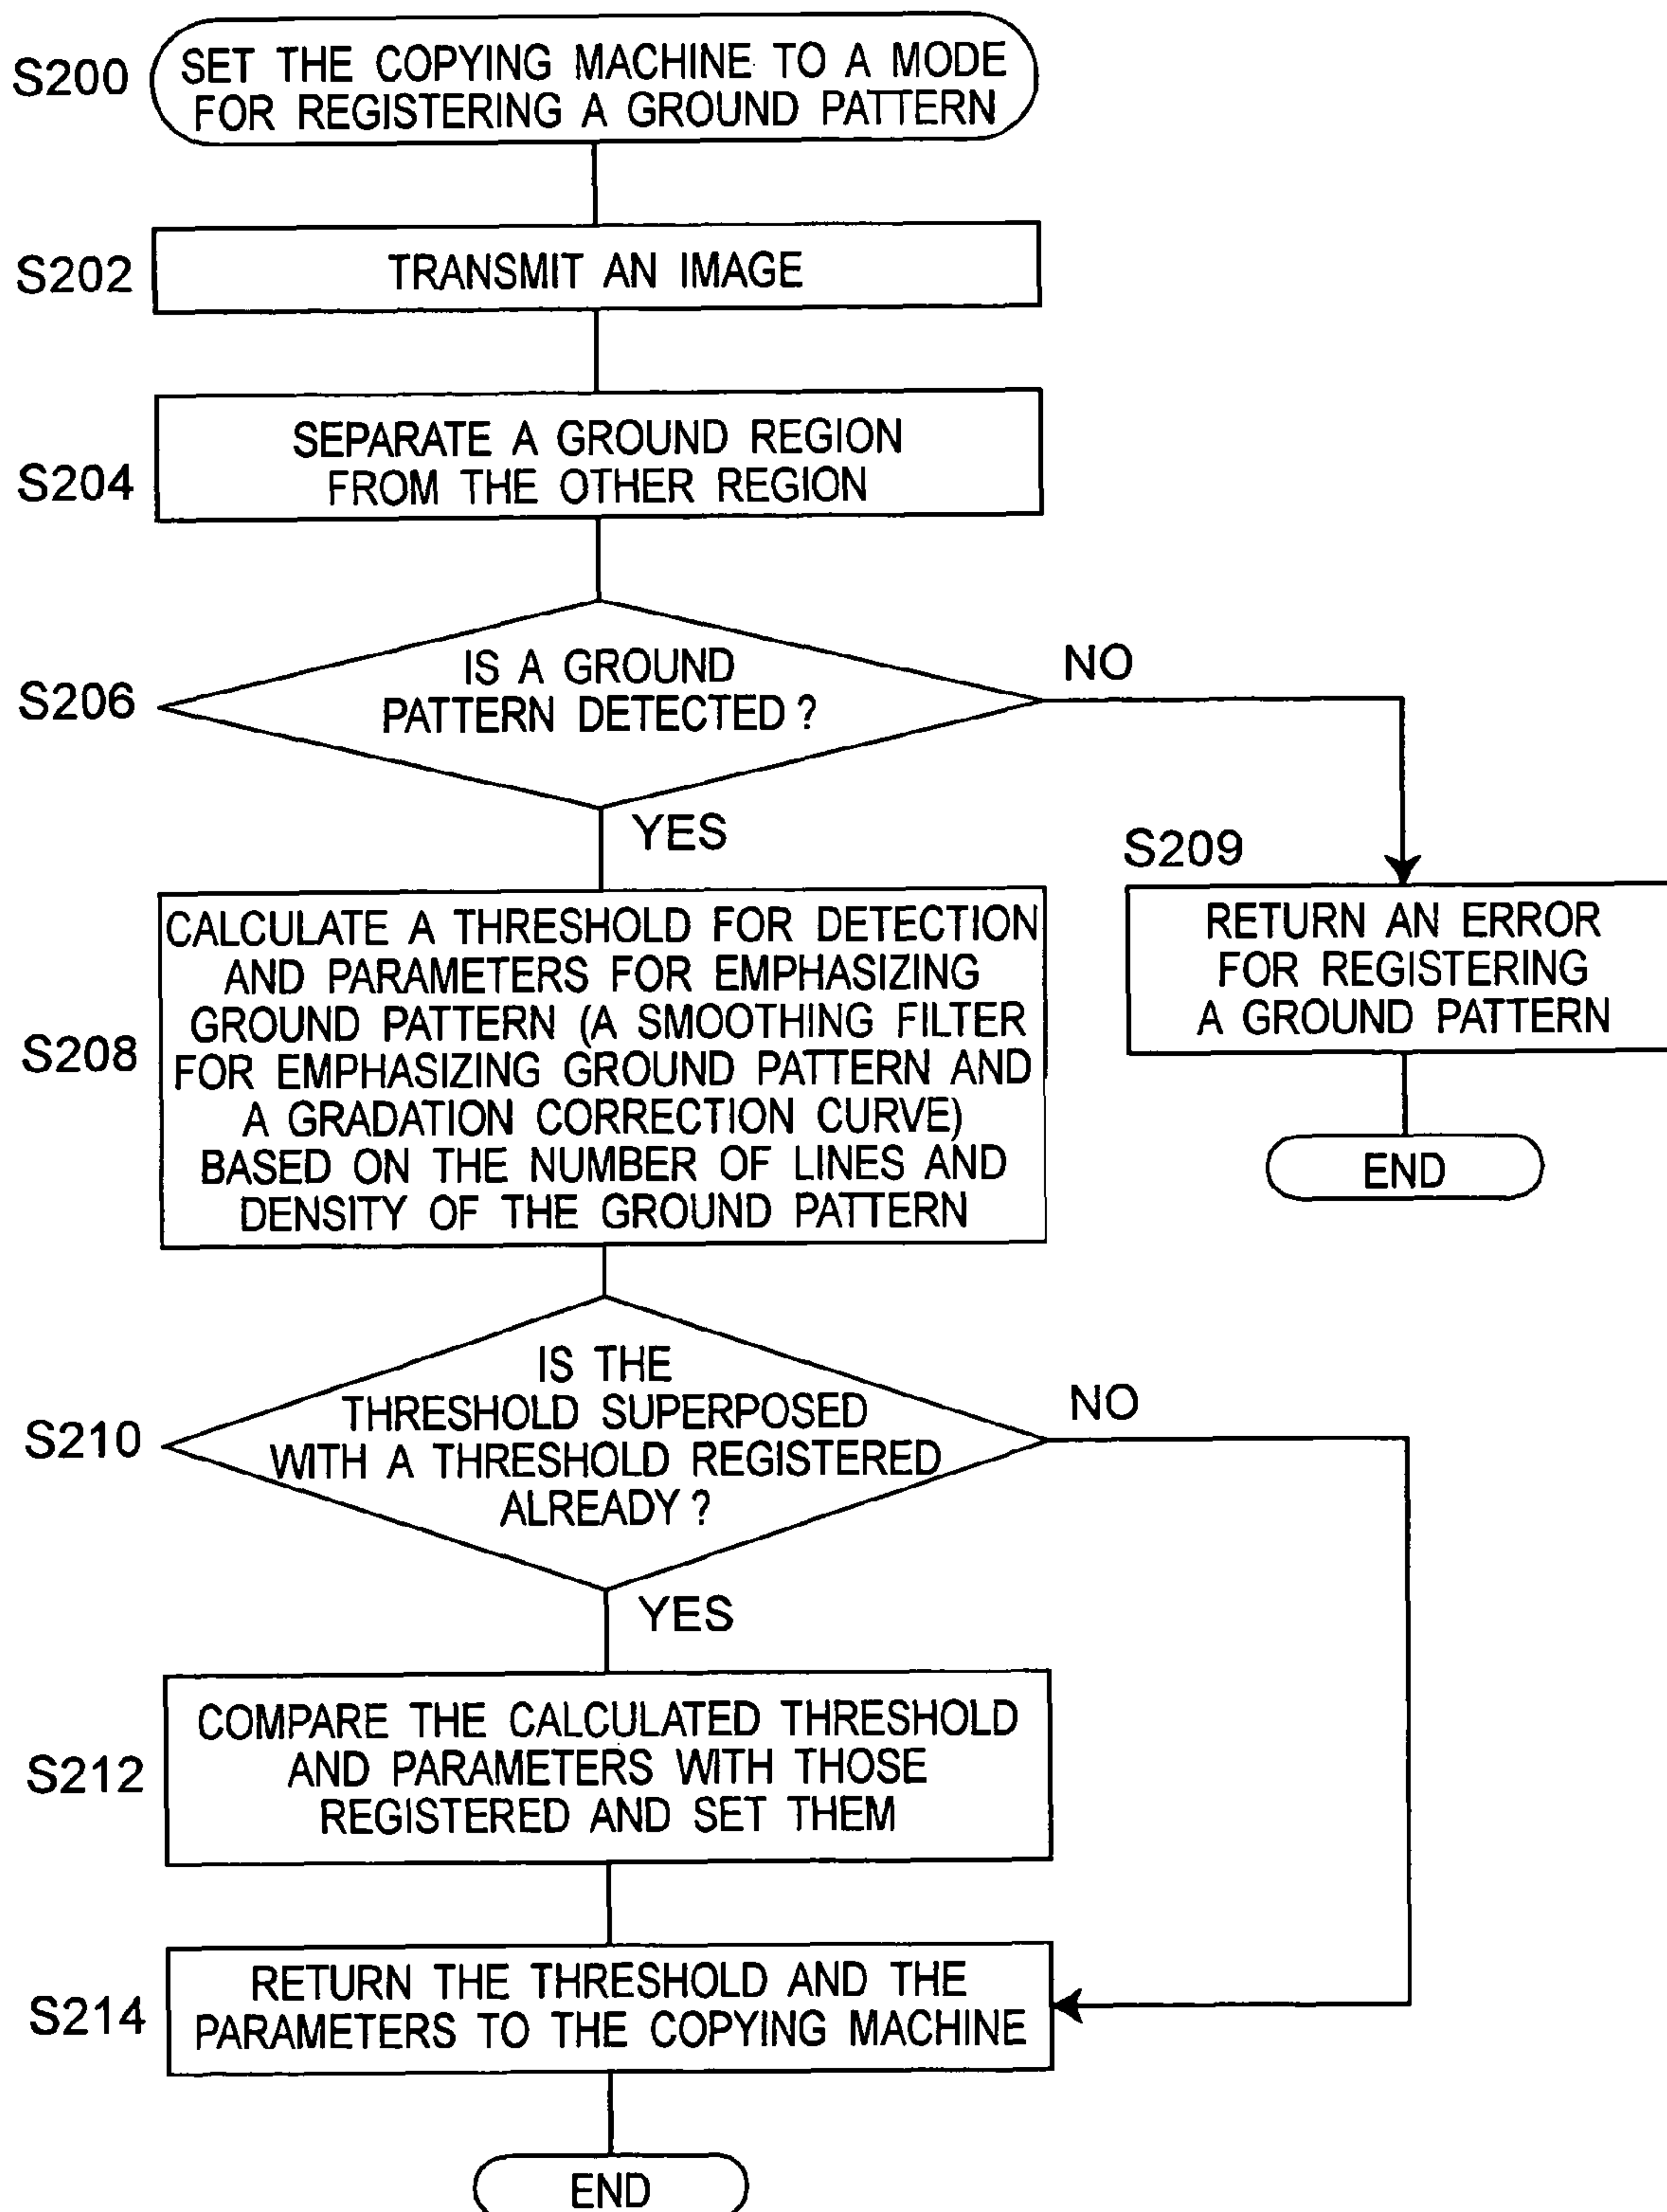 S200
SET THE COPYING MACHINE TO A MODE
FOR REGISTERING A GROUND PATTERN
S202
TRANSMIT AN IMAGE
S204
SEPARATE A GROUND REGION
FROM THE OTHER REGION
S206
IS A GROUND
PATTERN DETECTED?
NO
YES
S209
RETURN AN ERROR
FOR REGISTERING
A GROUND PATTERN
END
S208
CALCULATE A THRESHOLD FOR DETECTION
AND PARAMETERS FOR EMPHASIZING
GROUND PATTERN (A SMOOTHING FILTER
FOR EMPHASIZING GROUND PATTERN AND
A GRADATION CORRECTION CURVE)
BASED ON THE NUMBER OF LINES AND
DENSITY OF THE GROUND PATTERN
S210
IS THE
THRESHOLD SUPERPOSED
WITH A THRESHOLD REGISTERED
ALREADY?
NO
YES
S212
COMPARE THE CALCULATED THRESHOLD
AND PARAMETERS WITH THOSE
REGISTERED AND SET THEM
S214
RETURN THE THRESHOLD AND THE
PARAMETERS TO THE COPYING MACHINE
END